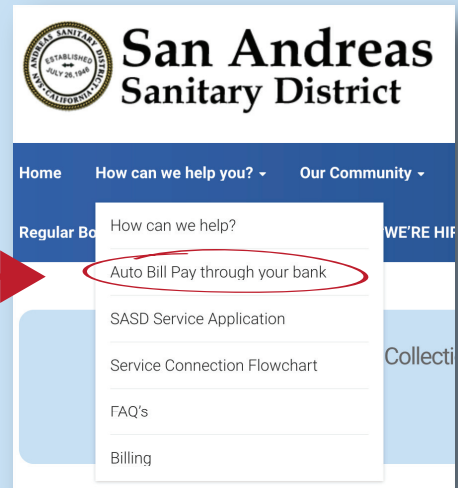 SAN ANDREAS SANITARY DISTRICT
ESTABLISHED
JULY 26, 1946
CALIFORNIA
San Andreas
Sanitary District
Home How can we help you? Our Community
Regular Bo WE'RE HIR
How can we help?
Auto Bill Pay through your bank
SASD Service Application
Collecti
Service Connection Flowchart
FAQ's
Billing